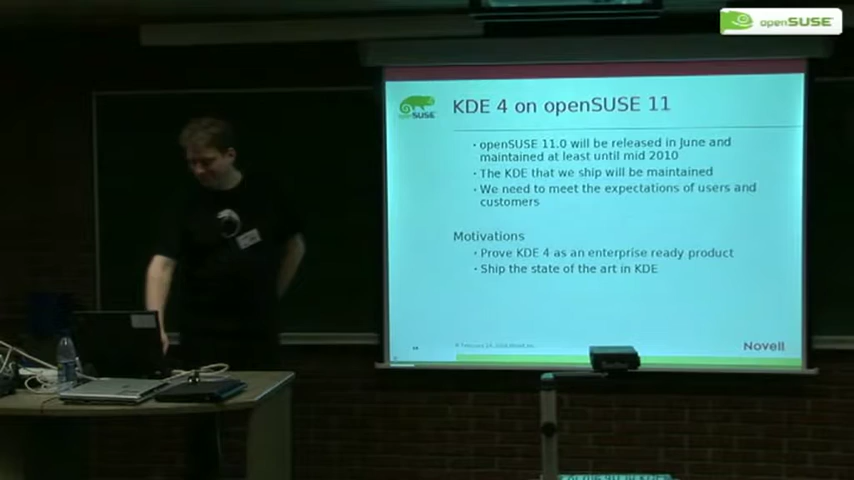 openSUSE
openSUSE
KDE 4 on openSUSE 11
• openSUSE 11.0 will be released in June and
maintained at least until mid 2010
• The KDE that we ship will be maintained
• We need to meet the expectations of users and
customers
Motivations
• Prove KDE 4 as an enterprise ready product
• Ship the state of the art in KDE
Novell